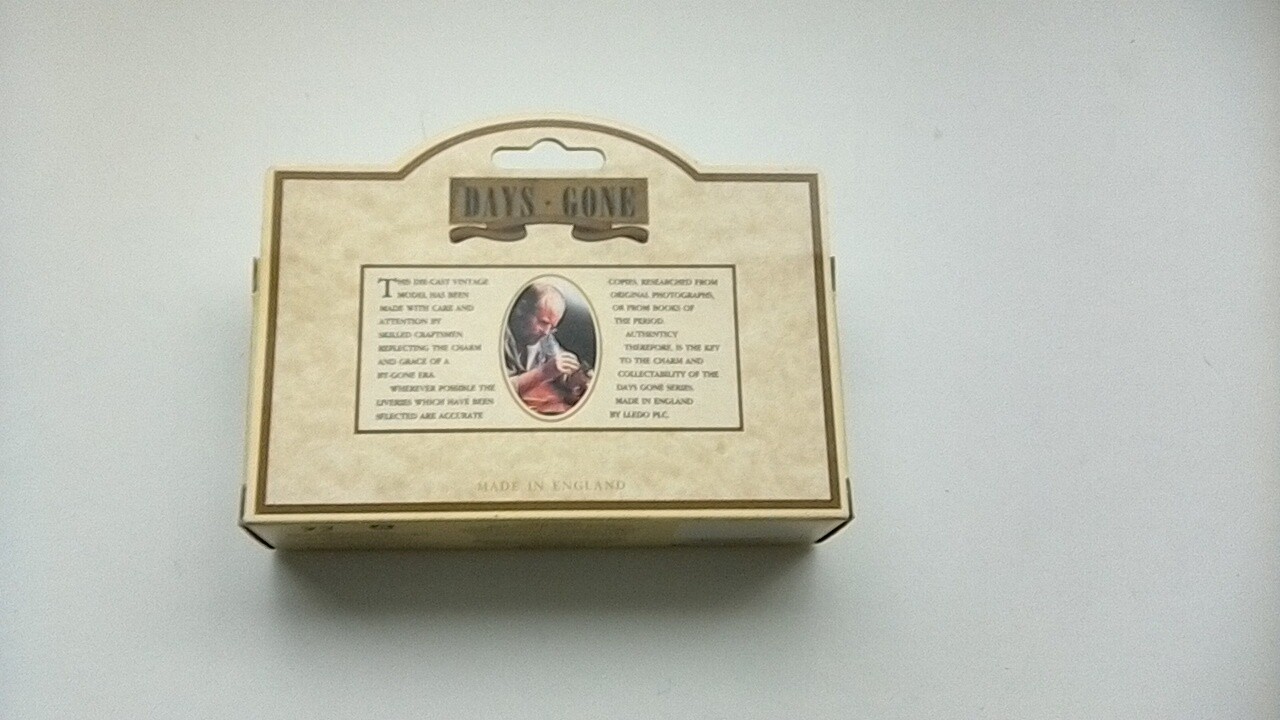 DAYS · GONE
THIS DIE-CAST VINTAGE
MODEL HAS BEEN
MADE WITH CARE AND
ATTENTION BY
SKILLED CRAFTSMEN
REFLECTING THE CHARM
AND GRACE OF A
BY-GONE ERA.
WHEREVER POSSIBLE THE
LIVERIES WHICH HAVE BEEN
SELECTED ARE ACCURATE
COPIES, RESEARCHED FROM
ORIGINAL PHOTOGRAPHS,
OR FROM BOOKS OF
THE PERIOD.
AUTHENTICY
THEREFORE, IS THE KEY
TO THE CHARM AND
COLLECTABILITY OF THE
DAYS GONE SERIES.
MADE IN ENGLAND
BY LLEDO PLC.
MADE IN ENGLAND